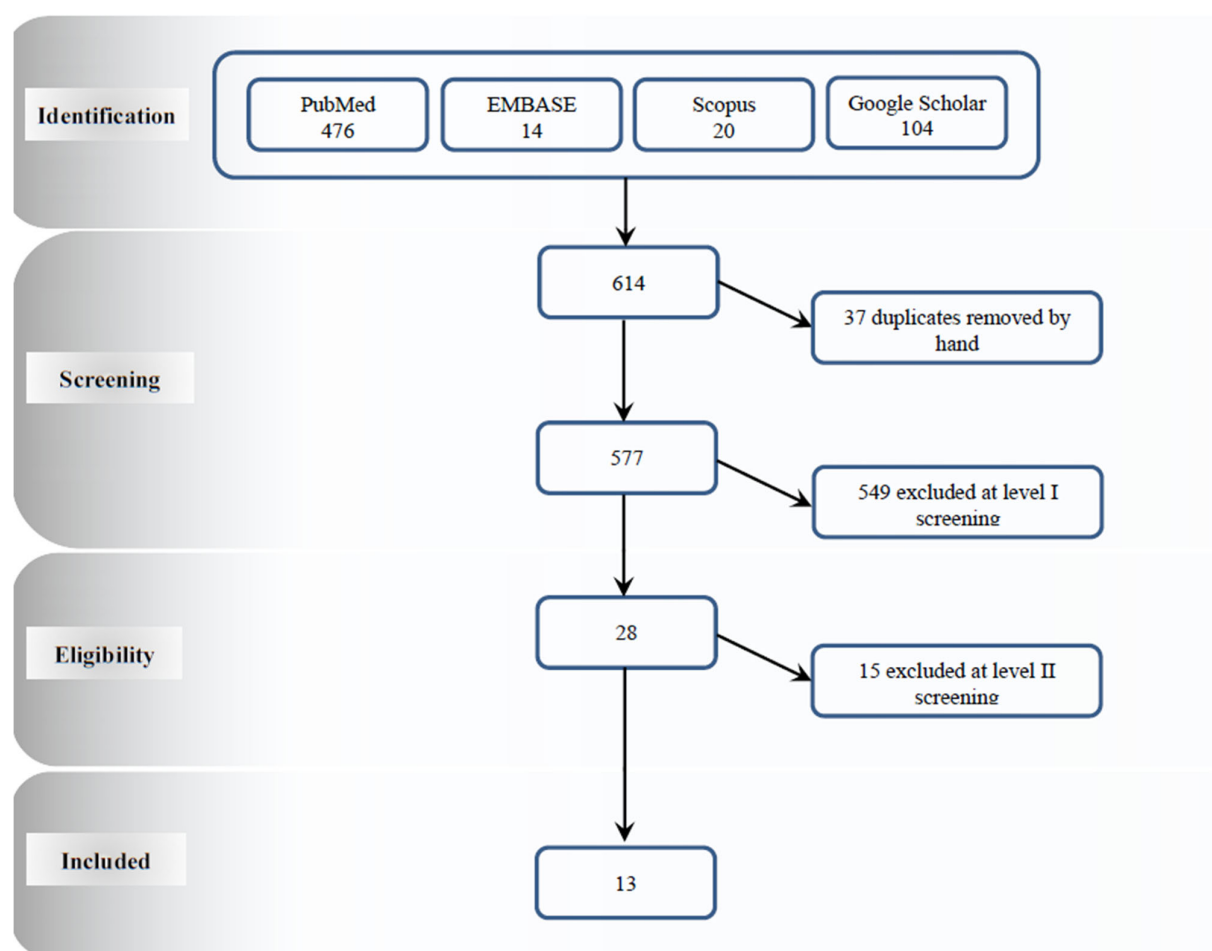 Identification
PubMed
476
EMBASE
14
Scopus
20
Google Scholar
104
Screening
614
37 duplicates removed by
hand
577
549 excluded at level I
screening
Eligibility
28
15 excluded at level II
screening
Included
13